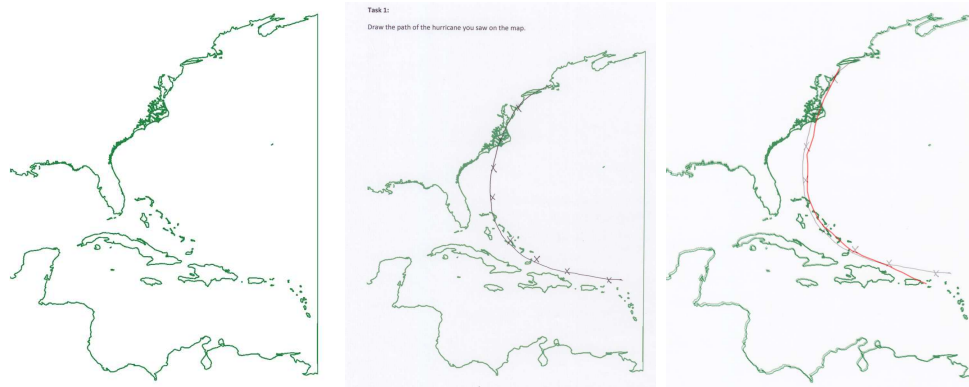 Task 1:
Draw the path of the hurricane you saw on the map.